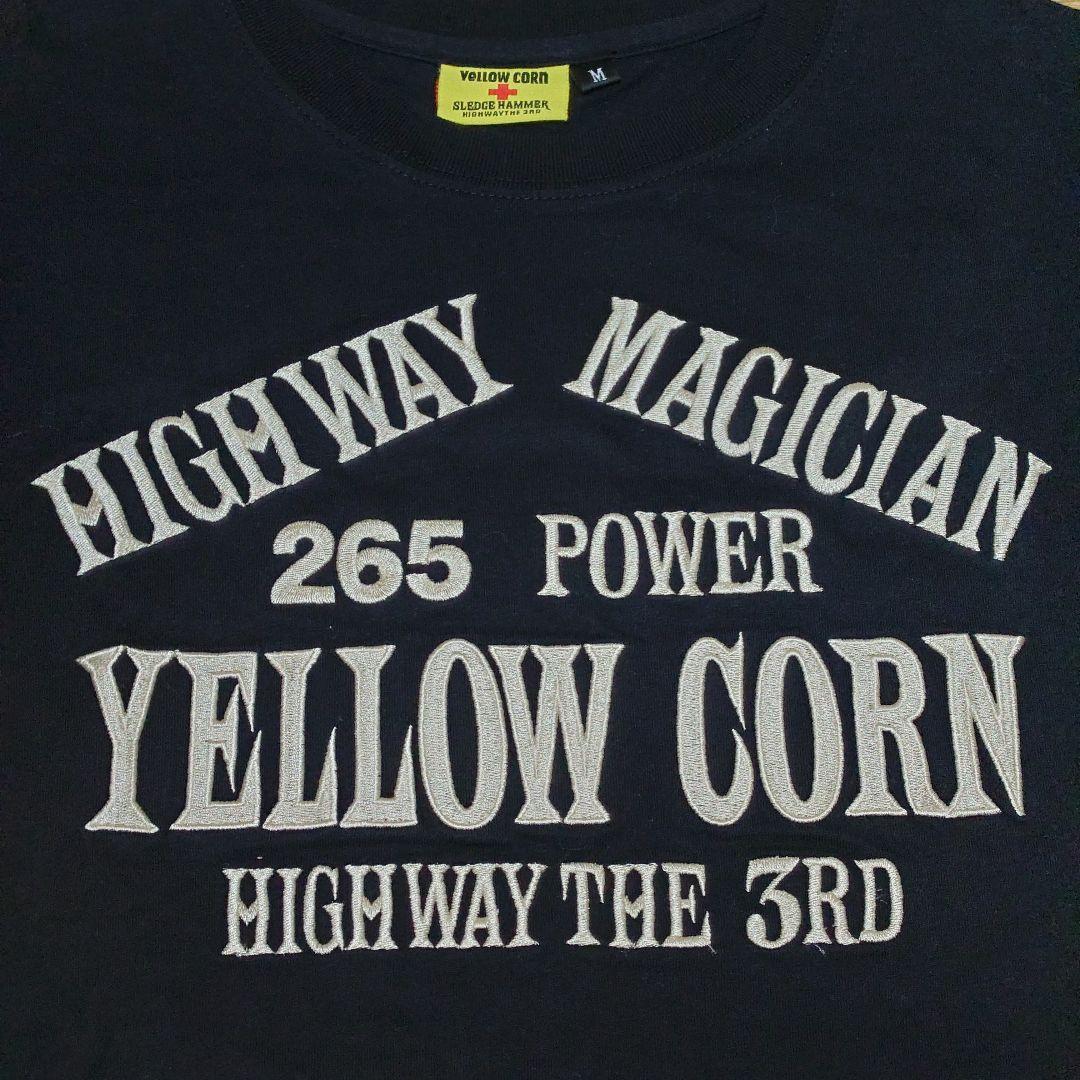 YELLOW CORN
SLEDGE HAMMER
HIGHWAY THE 3RD
M
HIGHWAY MAGICIAN
265 POWER
YELLOW CORN
HIGHWAY THE 3RD